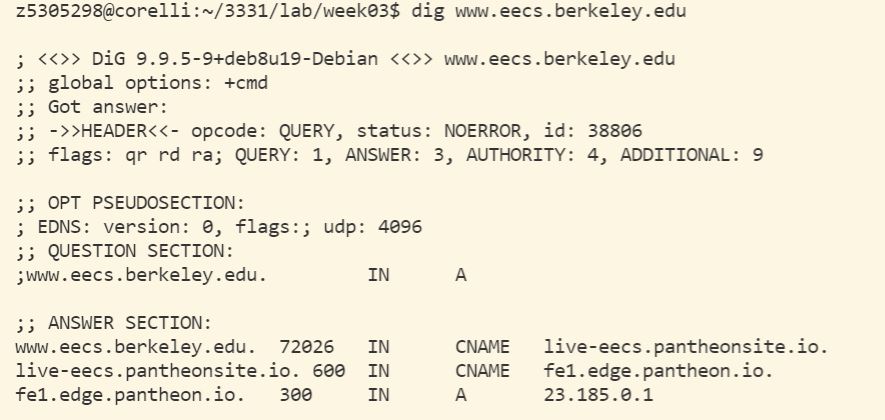 z5305298@corelli:~/3331/lab/week03$ dig www.eecs.berkeley.edu
; <<>> DiG 9.9.5-9+deb8u19-Debian <<>> www.eecs.berkeley.edu
;; global options: +cmd
;; Got answer:
;; ->>HEADER<<- opcode: QUERY, status: NOERROR, id: 38806
;; flags: qr rd ra; QUERY: 1, ANSWER: 3, AUTHORITY: 4, ADDITIONAL: 9
;; OPT PSEUDOSECTION:
; EDNS: version: 0, flags:; udp: 4096
;; QUESTION SECTION:
;www.eecs.berkeley.edu. IN A
;; ANSWER SECTION:
www.eecs.berkeley.edu. 72026 IN CNAME live-eecs.pantheonsite.io.
live-eecs.pantheonsite.io. 600 IN CNAME fe1.edge.pantheon.io.
fe1.edge.pantheon.io. 300 IN A 23.185.0.1